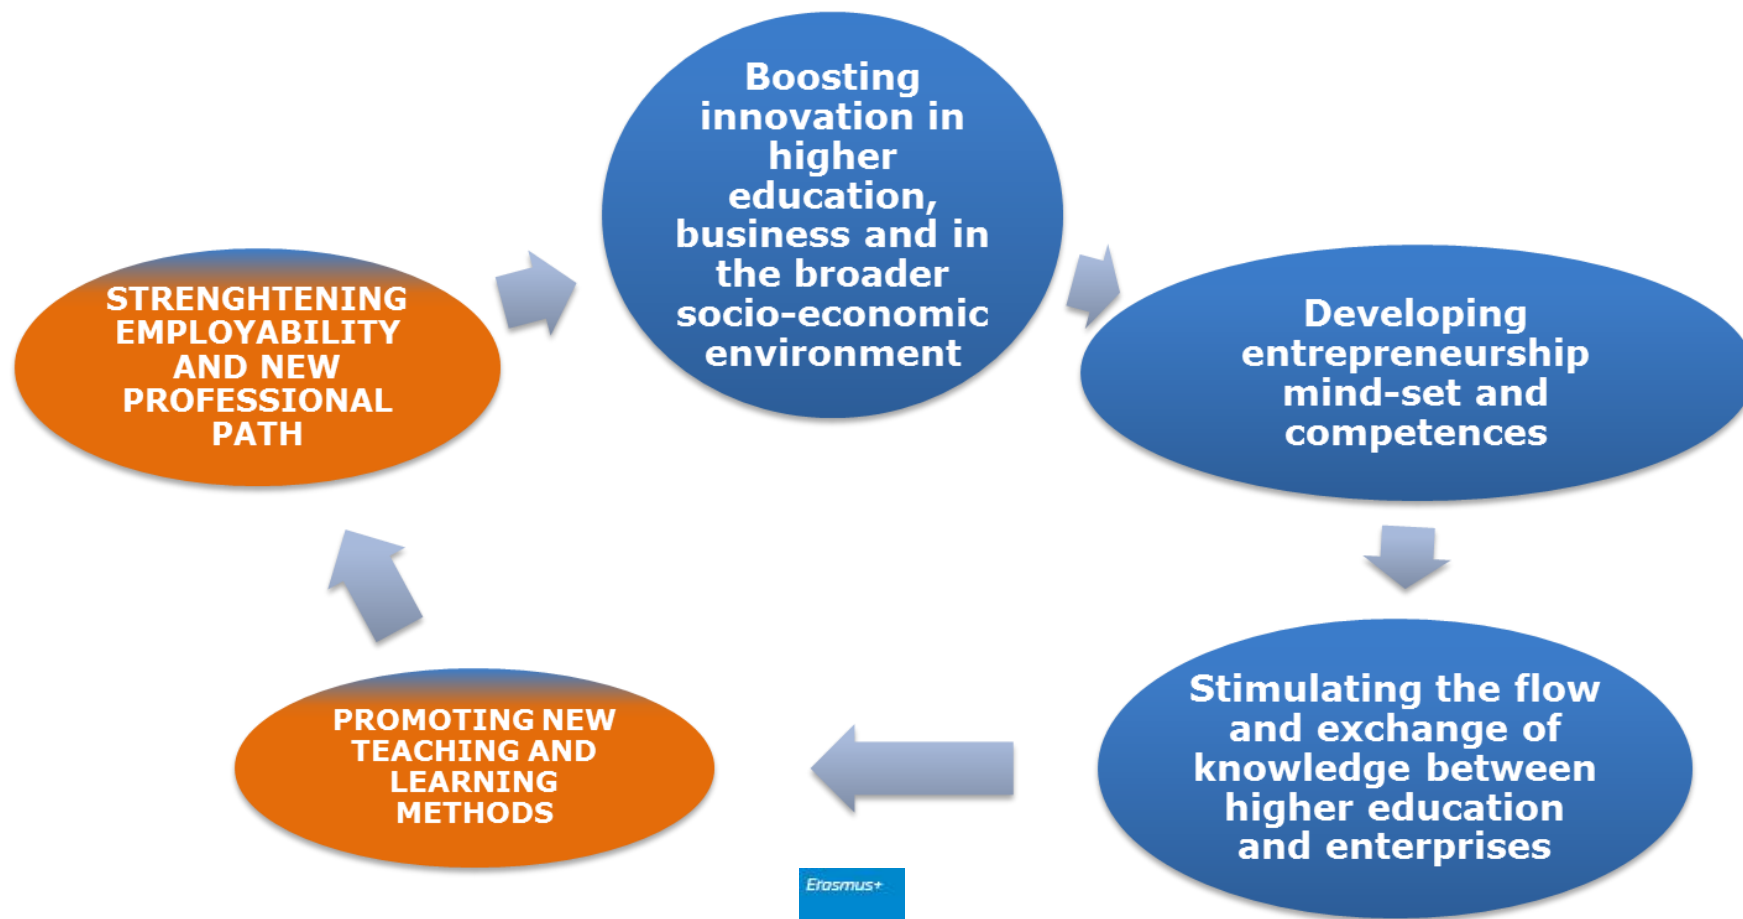 Boosting
innovation in
higher
education,
business and in
the broader
socio-economic
environment
Developing
entrepreneurship
mind-set and
competences
Stimulating the flow
and exchange of
knowledge between
higher education
and enterprises
PROMOTING NEW
TEACHING AND
LEARNING
METHODS
STRENGHTENING
EMPLOYABILITY
AND NEW
PROFESSIONAL
PATH
Erasmus+